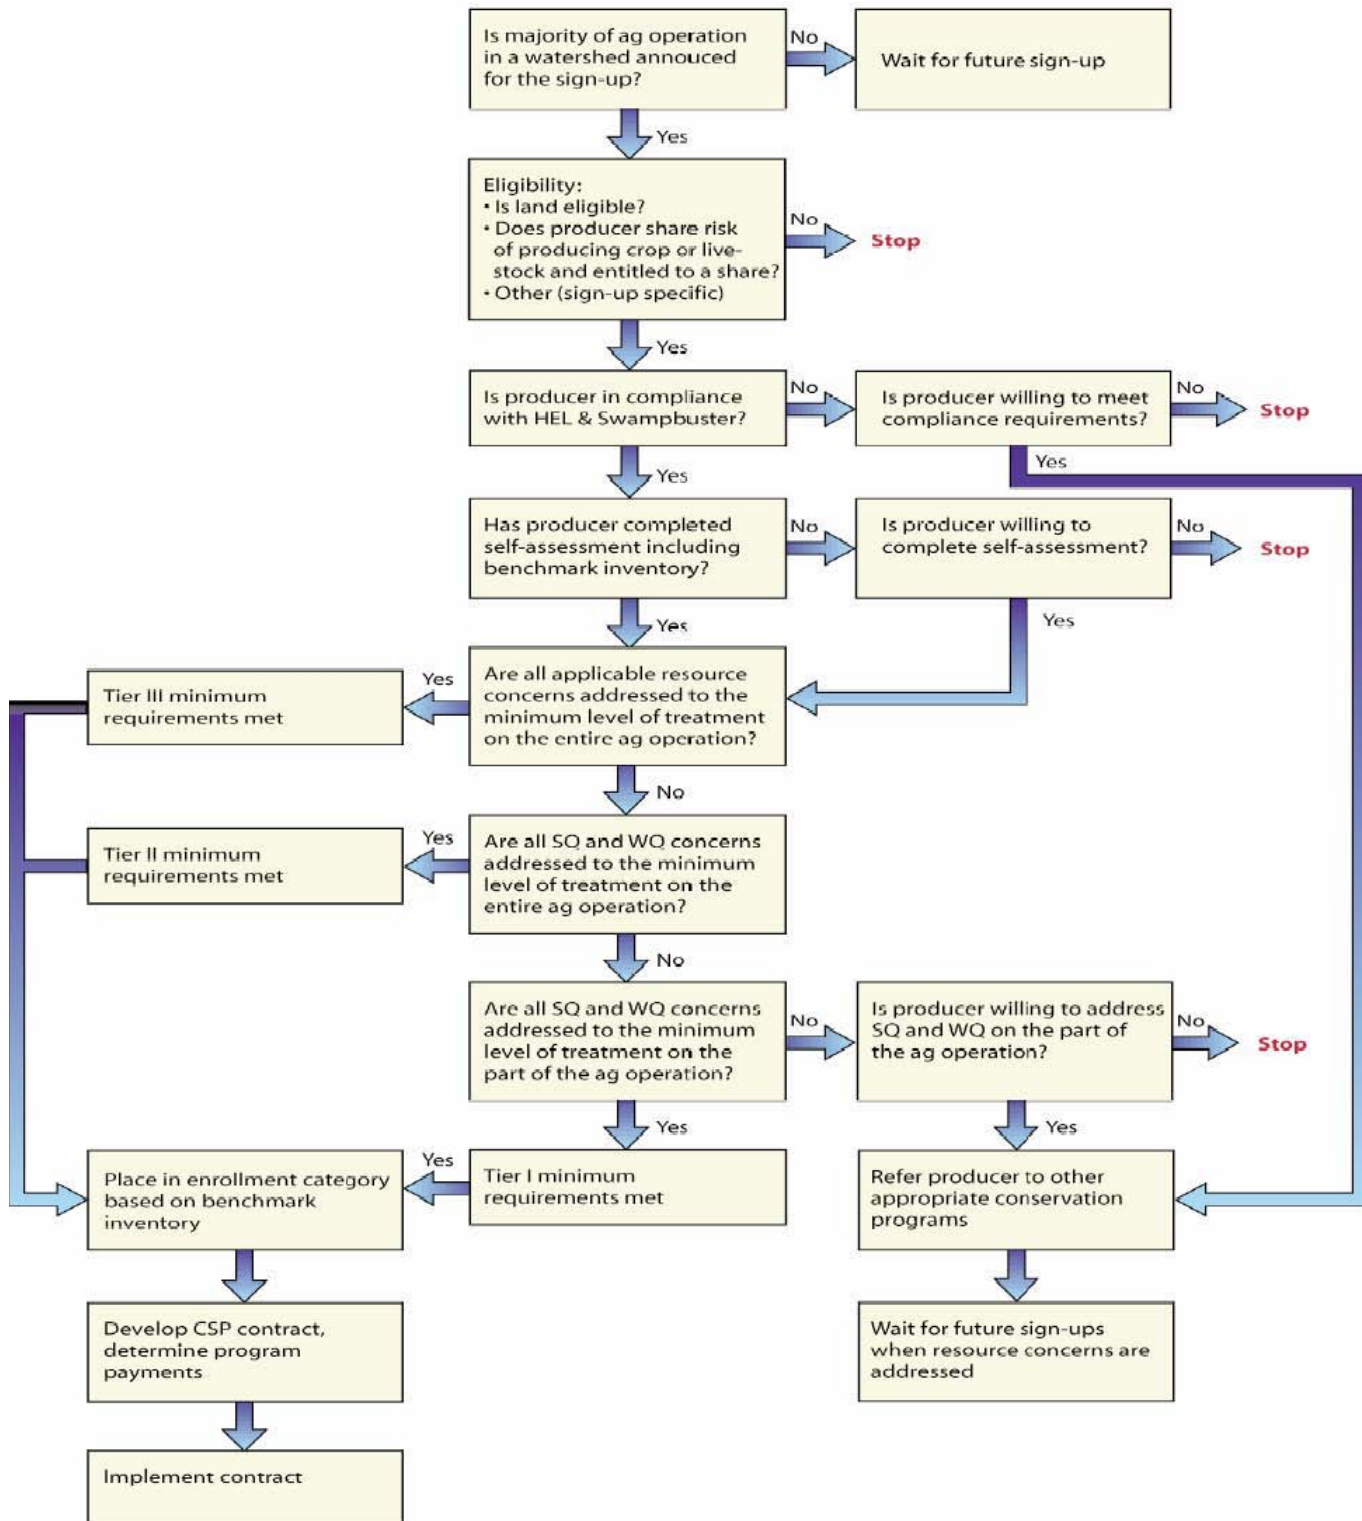 Is majority of ag operation
in a watershed annouced
for the sign-up?
No
Wait for future sign-up
Yes
Eligibility:
• Is land eligible?
• Does producer share risk
of producing crop or live-
stock and entitled to a share?
• Other (sign-up specific)
No
Stop
Yes
Is producer in compliance
with HEL & Swampbuster?
No
Is producer willing to meet
compliance requirements?
No
Stop
Yes
Yes
Has producer completed
self-assessment including
benchmark inventory?
No
Is producer willing to
complete self-assessment?
No
Stop
Yes
Yes
Are all applicable resource
concerns addressed to the
minimum level of treatment
on the entire ag operation?
Yes
Tier III minimum
requirements met
No
Are all SQ and WQ concerns
addressed to the minimum
level of treatment on the
entire ag operation?
Yes
Tier II minimum
requirements met
No
Are all SQ and WQ concerns
addressed to the minimum
level of treatment on the
part of the ag operation?
No
Is producer willing to address
SQ and WQ on the part of
the ag operation?
No
Stop
Yes
Yes
Tier I minimum
requirements met
Yes
Place in enrollment category
based on benchmark
inventory
Refer producer to other
appropriate conservation
programs
Develop CSP contract,
determine program
payments
Wait for future sign-ups
when resource concerns are
addressed
Implement contract